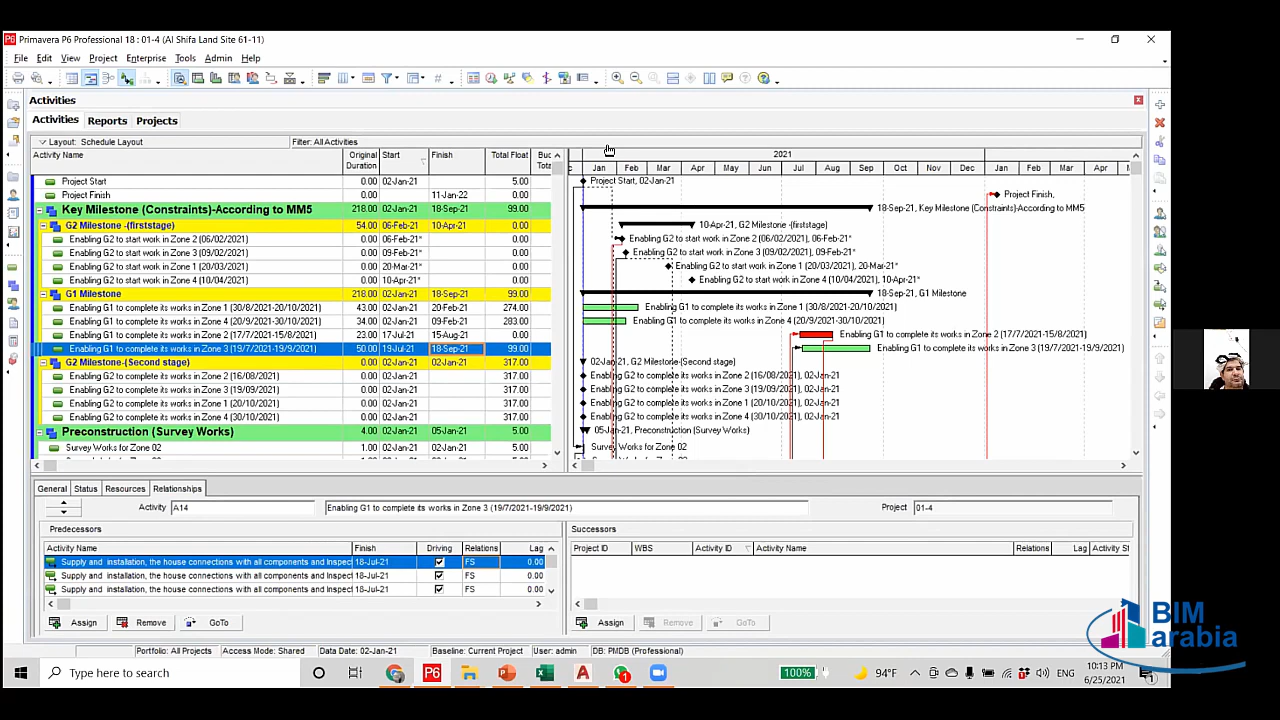 P6 Primavera P6 Professional 18 : 01-4 (Al Shifa Land Site 61-11)
File Edit View Project Enterprise Tools Admin Help
Activities
Activities Reports Projects
Layout: Schedule Layout Filter: All Activities
Activity Name Original Duration Start Finish Total Float
2021
Jan Feb Mar Apr May Jun Jul Aug Sep Oct Nov Dec Jan Feb Mar Apr
Project Start 0.00 02-Jan-21 5.00 Project Start, 02-Jan-21
Project Finish 0.00 11-Jan-22 5.00 Project Finish,
Key Milestone (Constraints)-According to MM5 218.00 02-Jan-21 18-Sep-21 99.00 18-Sep-21, Key Milestone (Constraints)-According to MM5
G2 Milestone -(firststage) 54.00 06-Feb-21 10-Apr-21 0.00 10-Apr-21, G2 Milestone -(firststage)
Enabling G2 to start work in Zone 2 (06/02/2021) 0.00 06-Feb-21* 0.00 Enabling G2 to start work in Zone 2 (06/02/2021), 06-Feb-21*
Enabling G2 to start work in Zone 3 (09/02/2021) 0.00 09-Feb-21* 0.00 Enabling G2 to start work in Zone 3 (09/02/2021), 09-Feb-21*
Enabling G2 to start work in Zone 1 (20/03/2021) 0.00 20-Mar-21* 0.00 Enabling G2 to start work in Zone 1 (20/03/2021), 20-Mar-21*
Enabling G2 to start work in Zone 4 (10/04/2021) 0.00 10-Apr-21* 0.00 Enabling G2 to start work in Zone 4 (10/04/2021), 10-Apr-21*
G1 Milestone 218.00 02-Jan-21 18-Sep-21 99.00 18-Sep-21, G1 Milestone
Enabling G1 to complete its works in Zone 1 (30/8/2021-20/10/2021) 43.00 02-Jan-21 20-Feb-21 274.00 Enabling G1 to complete its works in Zone 1 (30/8/2021-20/10/2021)
Enabling G1 to complete its works in Zone 4 (20/9/2021-30/10/2021) 34.00 02-Jan-21 09-Feb-21 283.00 Enabling G1 to complete its works in Zone 4 (20/9/2021-30/10/2021)
Enabling G1 to complete its works in Zone 2 (17/7/2021-15/8/2021) 23.00 17-Jul-21 15-Aug-21 0.00 Enabling G1 to complete its works in Zone 2 (17/7/2021-15/8/2021)
Enabling G1 to complete its works in Zone 3 (19/7/2021-19/9/2021) 50.00 19-Jul-21 18-Sep-21 99.00 Enabling G1 to complete its works in Zone 3 (19/7/2021-19/9/2021)
G2 Milestone-(Second stage) 0.00 02-Jan-21 02-Jan-21 317.00 02-Jan-21, G2 Milestone-(Second stage)
Enabling G2 to complete its works in Zone 2 (16/08/2021) 0.00 02-Jan-21 317.00 Enabling G2 to complete its works in Zone 2 (16/08/2021), 02-Jan-21
Enabling G2 to complete its works in Zone 3 (19/09/2021) 0.00 02-Jan-21 317.00 Enabling G2 to complete its works in Zone 3 (19/09/2021), 02-Jan-21
Enabling G2 to complete its works in Zone 1 (20/10/2021) 0.00 02-Jan-21 317.00 Enabling G2 to complete its works in Zone 1 (20/10/2021), 02-Jan-21
Enabling G2 to complete its works in Zone 4 (30/10/2021) 0.00 02-Jan-21 317.00 Enabling G2 to complete its works in Zone 4 (30/10/2021), 02-Jan-21
Preconstruction (Survey Works) 4.00 02-Jan-21 05-Jan-21 5.00 05-Jan-21, Preconstruction (Survey Works)
Survey Works for Zone 02 1.00 02-Jan-21 02-Jan-21 5.00 Survey Works for Zone 02
General Status Resources Relationships
Activity A14 Enabling G1 to complete its works in Zone 3 (19/7/2021-19/9/2021) Project 01-4
Predecessors Successors
Activity Name Finish Driving Relations Lag Project ID WBS Activity ID Activity Name Relations Lag Activity St
Supply and installation, the house connections with all components and Inspect 18-Jul-21 FS 0.00
Supply and installation, the house connections with all components and Inspect 18-Jul-21 FS 0.00
Supply and installation, the house connections with all components and Inspect 18-Jul-21 FS 0.00
Assign Remove GoTo Assign Remove GoTo
BIM
arabia
Portfolio: All Projects Access Mode: Shared Data Date: 02-Jan-21 Baseline: Current Project User: admin DB: PMDB (Professional)
Type here to search P6 100% 94°F ENG 10:13 PM
6/25/2021